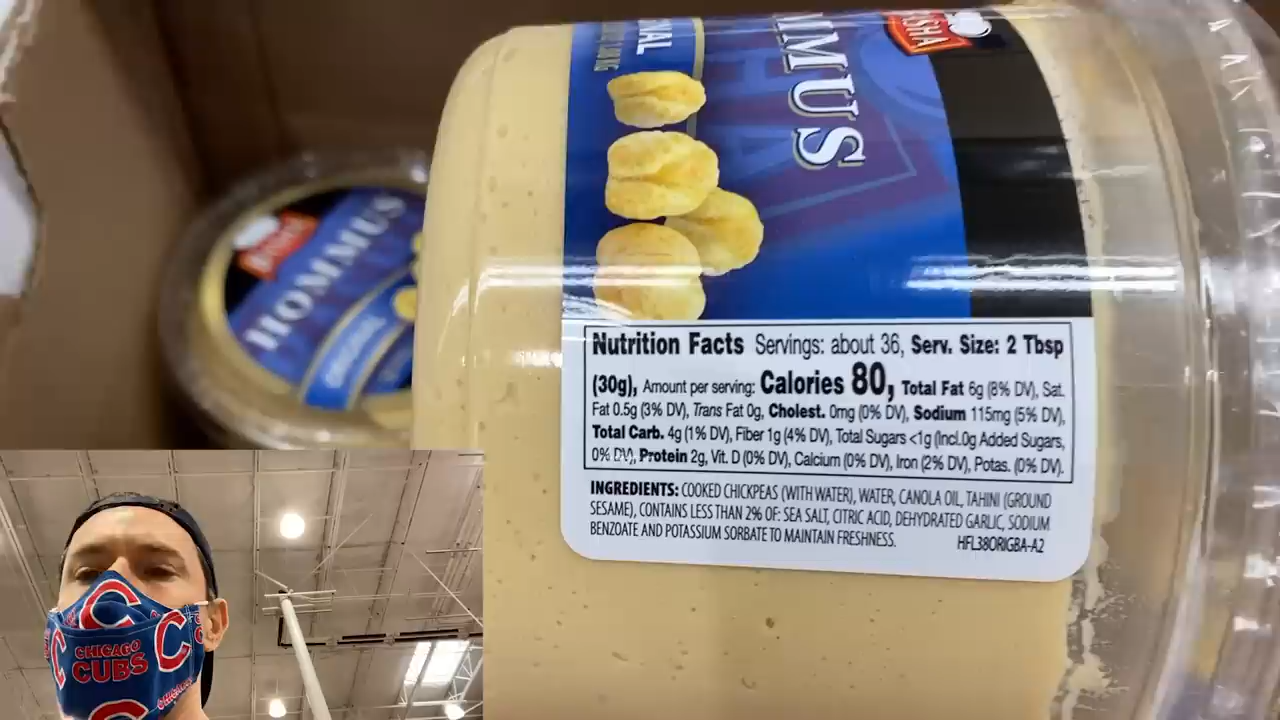 HOMMUS
ORIGINAL
NAL
MMUS
SHA
Nutrition Facts Servings: about 36, Serv. Size: 2 Tbsp
(30g), Amount per serving: Calories 80, Total Fat 6g (8% DV), Sat.
Fat 0.5g (3% DV), Trans Fat 0g, Cholest. 0mg (0% DV), Sodium 115mg (5% DV),
Total Carb. 4g (1% DV), Fiber 1g (4% DV), Total Sugars <1g (Incl.0g Added Sugars,
0% DV), Protein 2g, Vit. D (0% DV), Calcium (0% DV), Iron (2% DV), Potas. (0% DV).
INGREDIENTS: COOKED CHICKPEAS (WITH WATER), WATER, CANOLA OIL, TAHINI (GROUND
SESAME), CONTAINS LESS THAN 2% OF: SEA SALT, CITRIC ACID, DEHYDRATED GARLIC, SODIUM
BENZOATE AND POTASSIUM SORBATE TO MAINTAIN FRESHNESS.
HFL38ORIGBA-A2
C
CHICAGO
CUBS
C